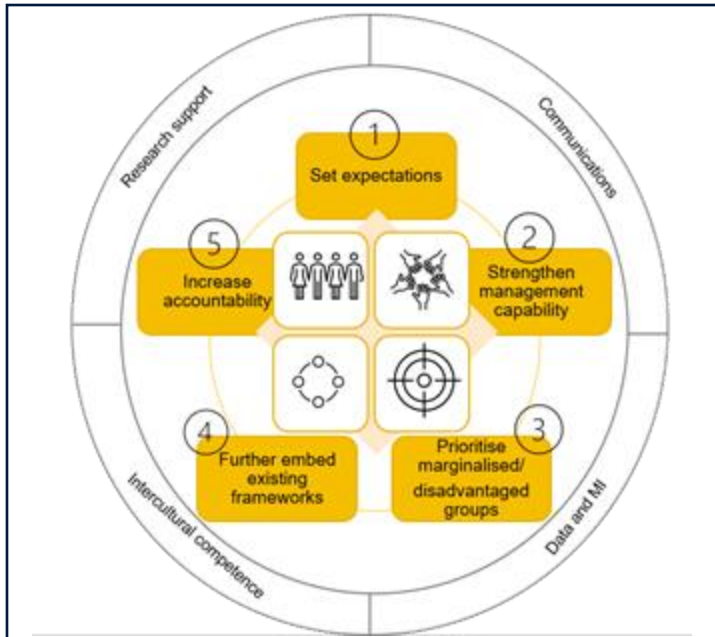 Research support
Communications
1
Set expectations
5
Increase
accountability
2
Strengthen
management
capability
4
Further embed
existing
frameworks
3
Prioritise
marginalised/
disadvantaged
groups
Intercultural competence
Data and MI